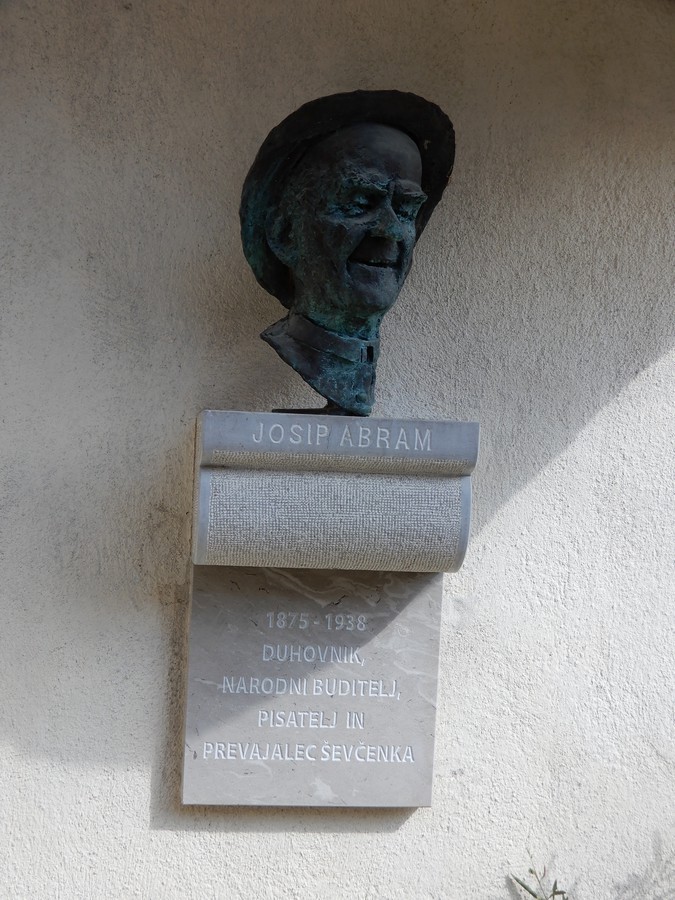 JOSIP ABRAM
1875 - 1938
DUHOVNIK,
NARODNI BUDITELJ,
PISATELJ IN
PREVAJALEC ŠEVČENKA